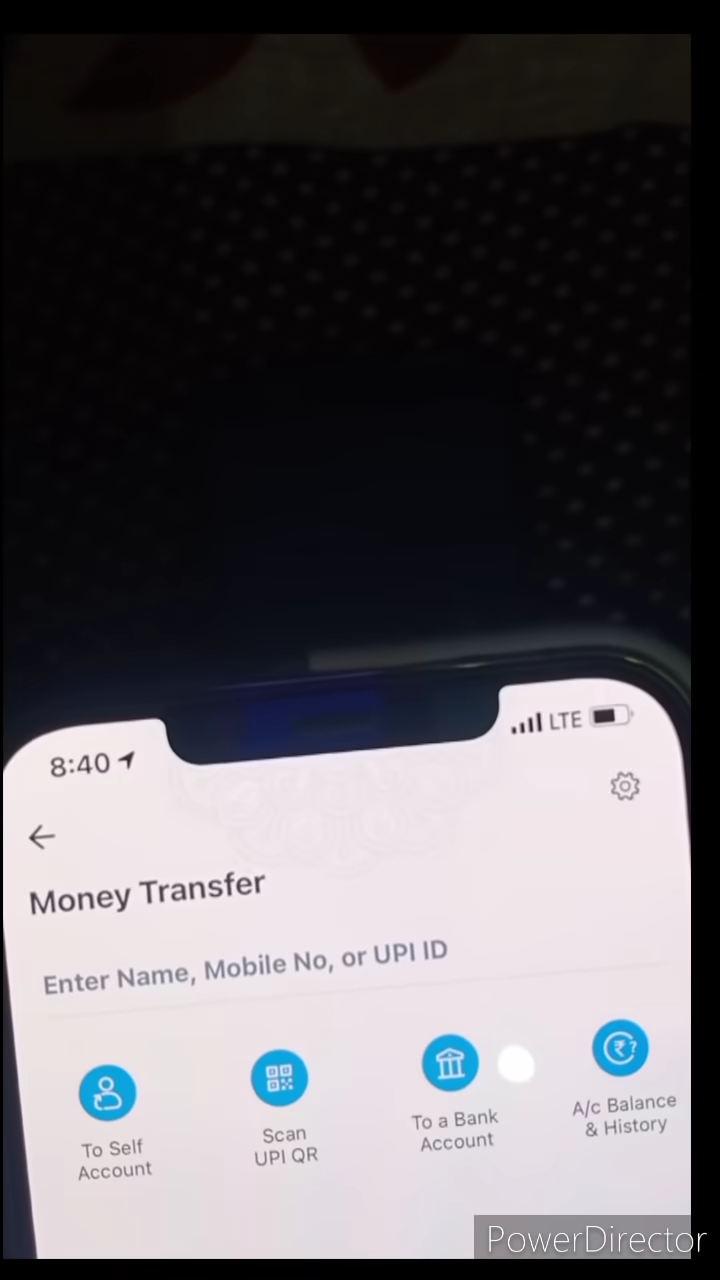 8:40
LTE
Money Transfer
Enter Name, Mobile No, or UPI ID
To Self
Account
Scan
UPI QR
To a Bank
Account
₹?
A/c Balance
& History
PowerDirector